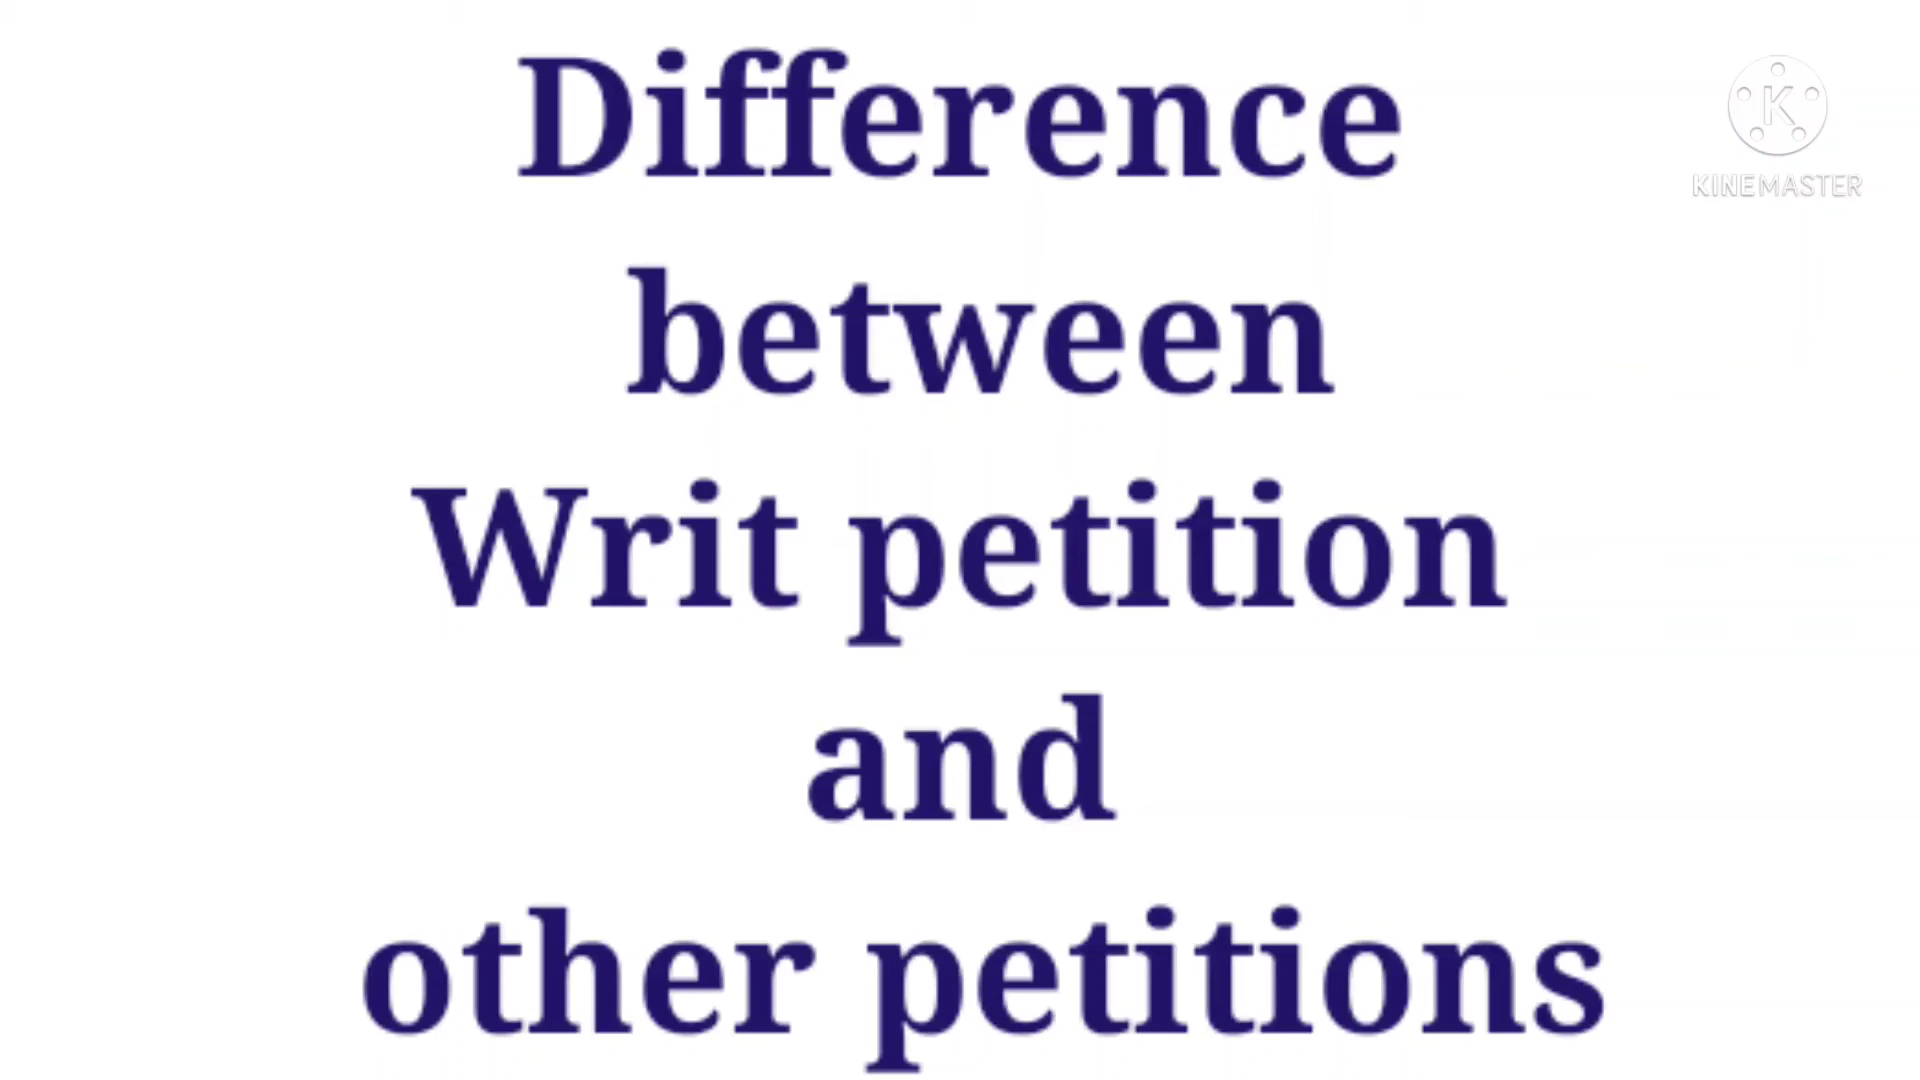 Difference
between
Writ petition
and
other petitions
K
KINEMASTER